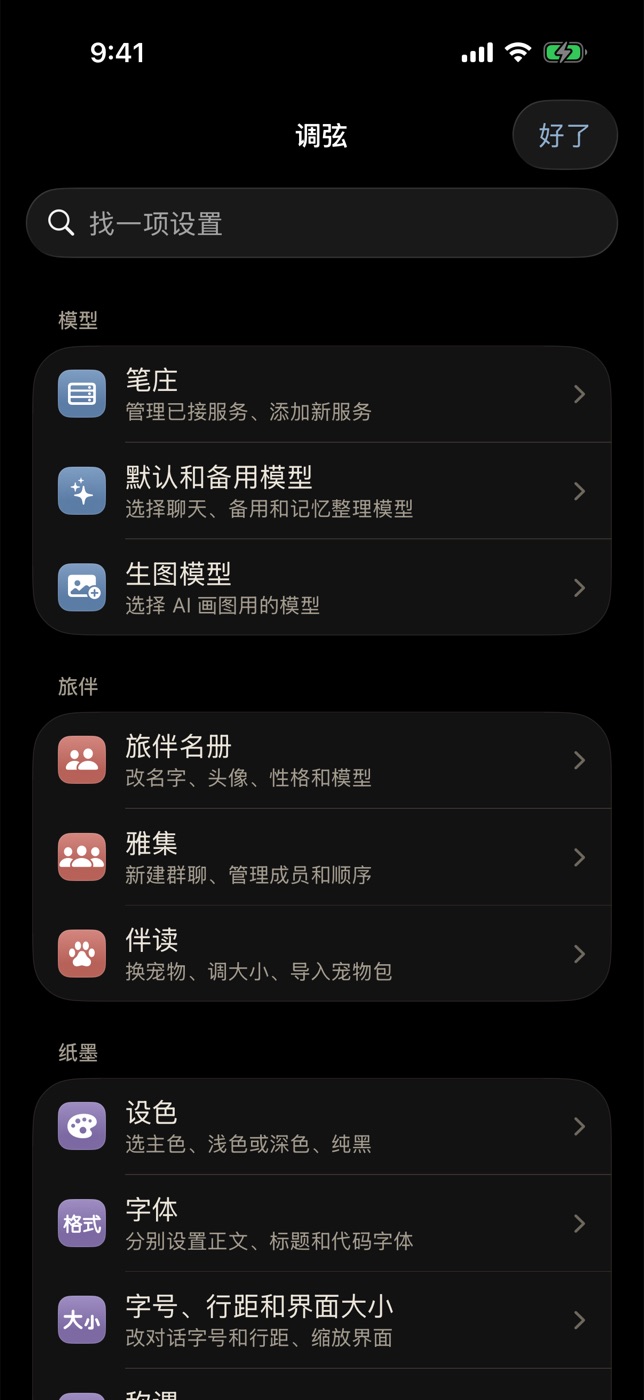 9:41
调弦
好了
找一项设置
模型
笔庄
管理已接服务、添加新服务
默认和备用模型
选择聊天、备用和记忆整理模型
生图模型
选择 AI 画图用的模型
旅伴
旅伴名册
改名字、头像、性格和模型
雅集
新建群聊、管理成员和顺序
伴读
换宠物、调大小、导入宠物包
纸墨
设色
选主色、浅色或深色、纯黑
格式
字体
分别设置正文、标题和代码字体
大小
字号、行距和界面大小
改对话字号和行距、缩放界面